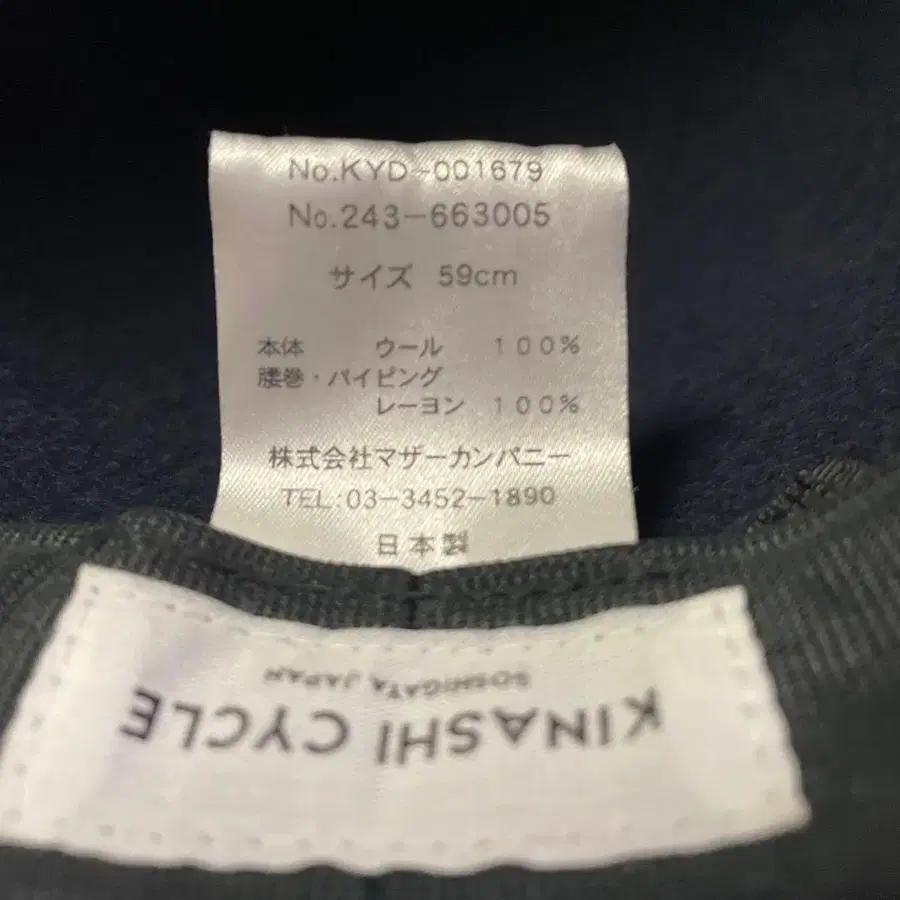 No.KYD-001679
No.243-663005
サイズ 59cm
本体 ウール 100%
腰巻・パイピング
レーヨン 100%
株式会社マザーカンパニー
TEL:03-3452-1890
日本製
KINASHI CYCLE
SOSHIGAYA JAPAN